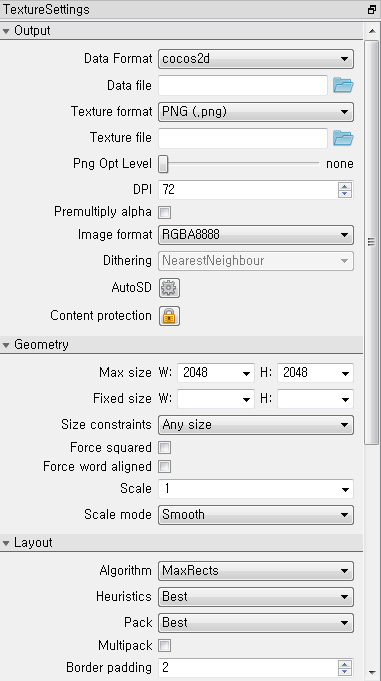 TextureSettings
Output
Data Format cocos2d
Data file
Texture format PNG (.png)
Texture file
Png Opt Level none
DPI 72
Premultiply alpha
Image format RGBA8888
Dithering NearestNeighbour
AutoSD
Content protection
Geometry
Max size W: 2048 H: 2048
Fixed size W: H:
Size constraints Any size
Force squared
Force word aligned
Scale 1
Scale mode Smooth
Layout
Algorithm MaxRects
Heuristics Best
Pack Best
Multipack
Border padding 2